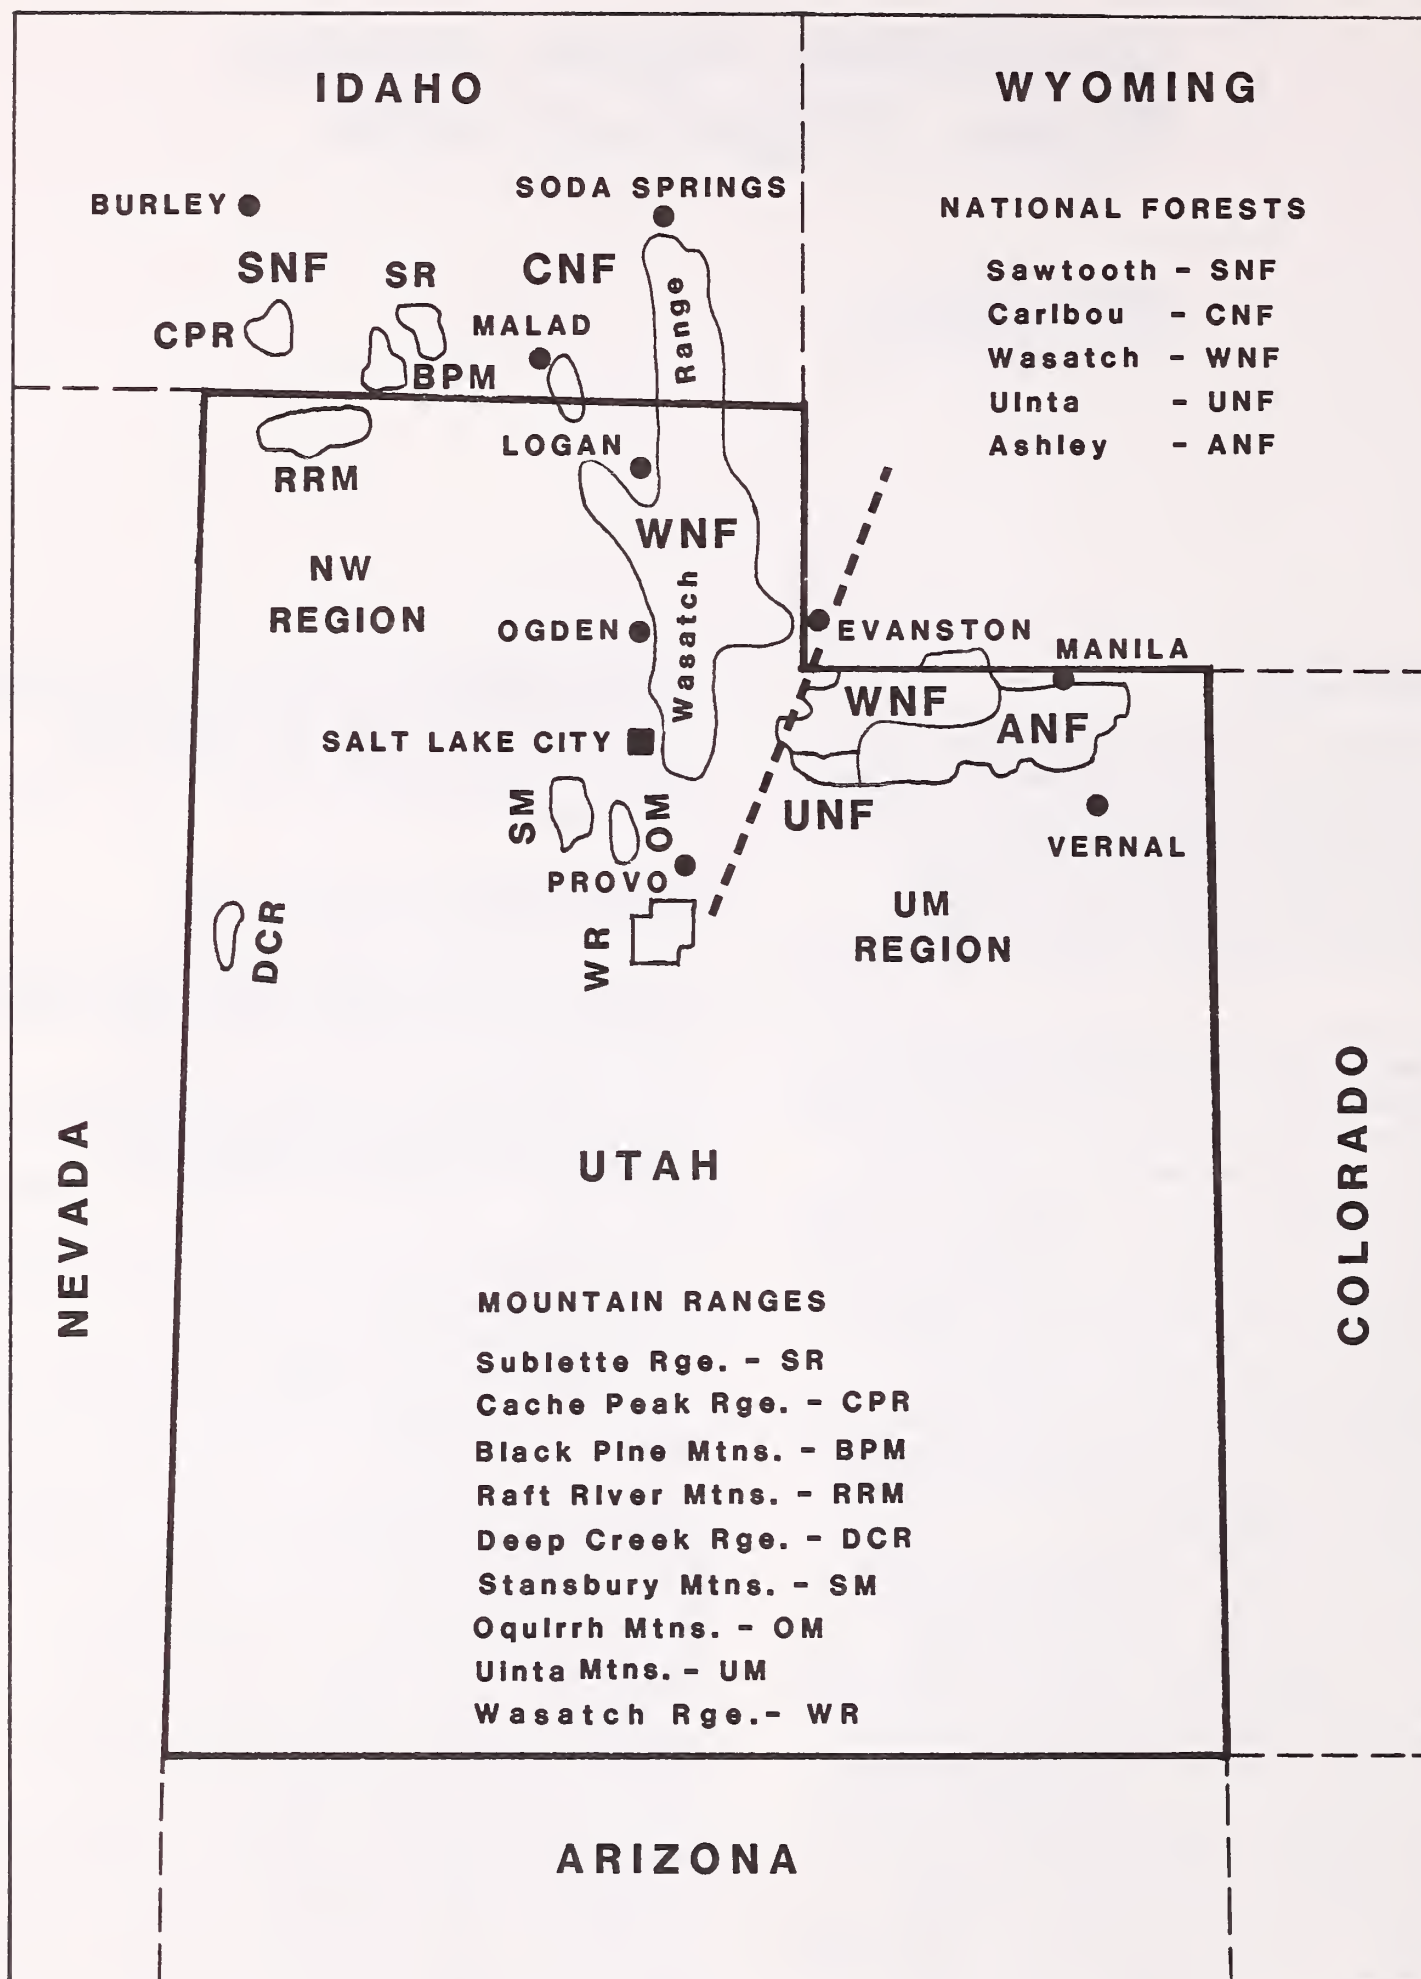 IDAHO
WYOMING
SODA SPRINGS
BURLEY
NATIONAL FORESTS
SNF
SR
CNF
Range
Sawtooth - SNF
Caribou - CNF
CPR
MALAD
Wasatch - WNF
BPM
Uinta - UNF
LOGAN
Ashley - ANF
RRM
WNF
NW
REGION
Wasatch
OGDEN
EVANSTON
MANILA
WNF
ANF
SALT LAKE CITY
SM
OM
UNF
VERNAL
PROVO
UM
REGION
DCR
WR
NEVADA
COLORADO
UTAH
MOUNTAIN RANGES
Sublette Rge. - SR
Cache Peak Rge. - CPR
Black Pine Mtns. - BPM
Raft River Mtns. - RRM
Deep Creek Rge. - DCR
Stansbury Mtns. - SM
Oquirrh Mtns. - OM
Uinta Mtns. - UM
Wasatch Rge.- WR
ARIZONA